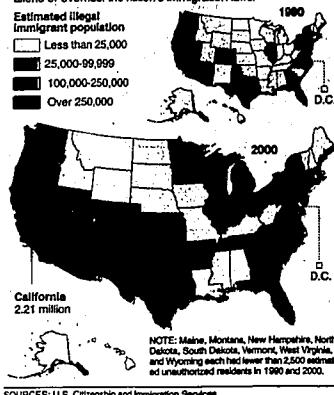 Estimated illegal
immigrant population
Less than 25,000
25,000-99,999
100,000-250,000
Over 250,000
1990
D.C.
2000
D.C.
California
2.21 million
NOTE: Maine, Montana, New Hampshire, North
Dakota, South Dakota, Vermont, West Virginia,
and Wyoming each had fewer than 2,500 estimat-
ed unauthorized residents in 1990 and 2000.
SOURCES: U.S. Citizenship and Immigration Services